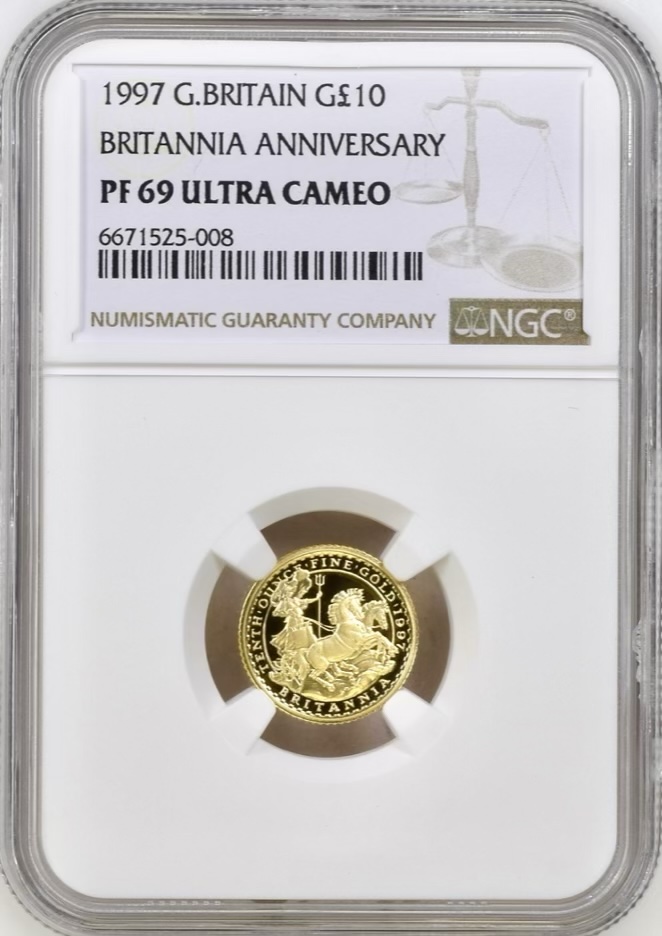 1997 G.BRITAIN G£10
BRITANNIA ANNIVERSARY
PF 69 ULTRA CAMEO
6671525-008
NUMISMATIC GUARANTY COMPANY
NGC®
TENTH·OUNCE·FINE·GOLD·1997
BRITANNIA